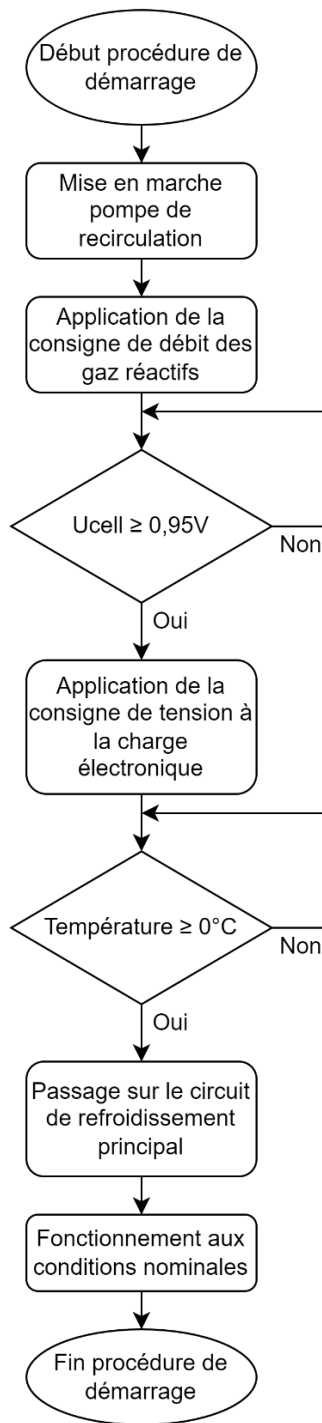 Début procédure de
démarrage
Mise en marche
pompe de
recirculation
Application de la
consigne de débit des
gaz réactifs
Ucell ≥ 0,95V
Non
Oui
Application de la
consigne de tension à
la charge
électronique
Température ≥ 0°C
Non
Oui
Passage sur le circuit
de refroidissement
principal
Fonctionnement aux
conditions nominales
Fin procédure de
démarrage